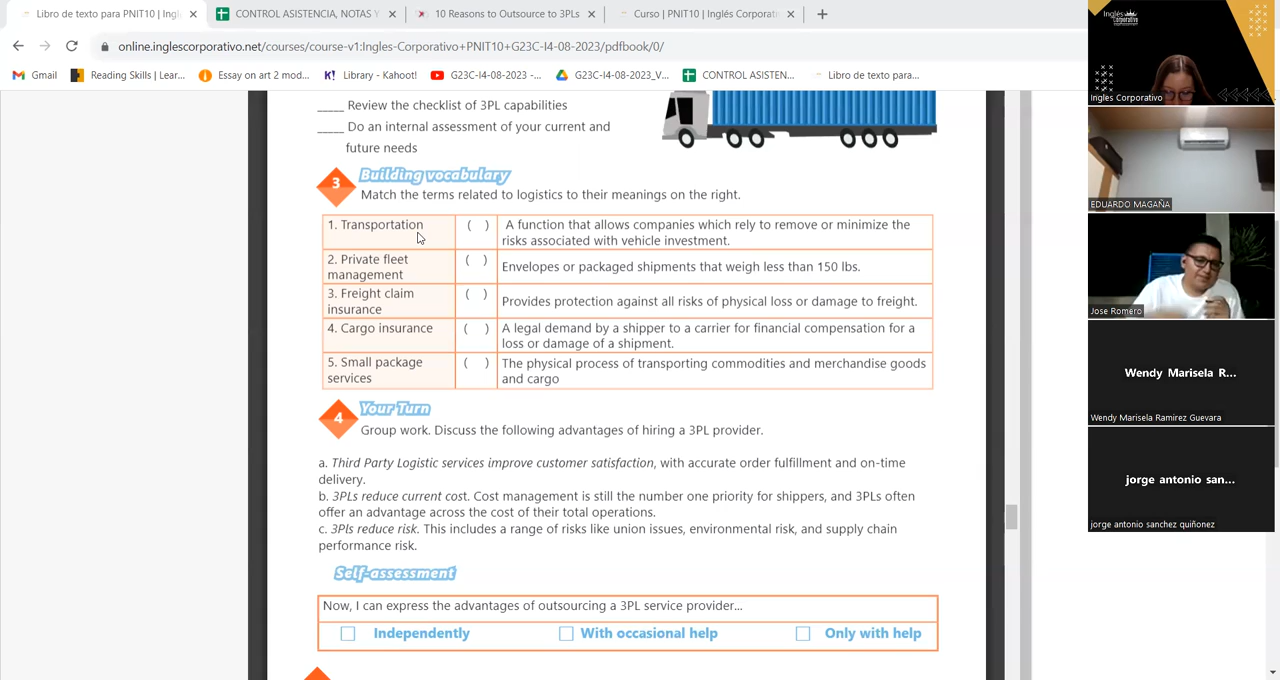 Libro de texto para PNIT10 | Ingl
CONTROL ASISTENCIA, NOTAS Y
10 Reasons to Outsource to 3PLs
Curso | PNIT10 | Inglés Corporati
online.inglescorporativo.net/courses/course-v1:Ingles-Corporativo+PNIT10+G23C-I4-08-2023/pdfbook/0/
Gmail
Reading Skills | Lear...
Essay on art 2 mod...
Library - Kahoot!
G23C-I4-08-2023 -...
G23C-I4-08-2023_V...
CONTROL ASISTEN...
Libro de texto para...
_____ Review the checklist of 3PL capabilities
_____ Do an internal assessment of your current and
future needs
3
Building vocabulary
Match the terms related to logistics to their meanings on the right.
1. Transportation ( ) A function that allows companies which rely to remove or minimize the
risks associated with vehicle investment.
2. Private fleet
management
( ) Envelopes or packaged shipments that weigh less than 150 lbs.
3. Freight claim
insurance
( ) Provides protection against all risks of physical loss or damage to freight.
4. Cargo insurance ( ) A legal demand by a shipper to a carrier for financial compensation for a
loss or damage of a shipment.
5. Small package
services
( ) The physical process of transporting commodities and merchandise goods
and cargo
4
Your Turn
Group work. Discuss the following advantages of hiring a 3PL provider.
a. Third Party Logistic services improve customer satisfaction, with accurate order fulfillment and on-time
delivery.
b. 3PLs reduce current cost. Cost management is still the number one priority for shippers, and 3PLs often
offer an advantage across the cost of their total operations.
c. 3PIs reduce risk. This includes a range of risks like union issues, environmental risk, and supply chain
performance risk.
Self-assessment
Now, I can express the advantages of outsourcing a 3PL service provider...
Independently
With occasional help
Only with help
Inglés
Corporativo
Ingles Corporativo
EDUARDO MAGAÑA
Jose Romero
Wendy Marisela R...
Wendy Marisela Ramirez Guevara
jorge antonio san...
jorge antonio sanchez quiñonez